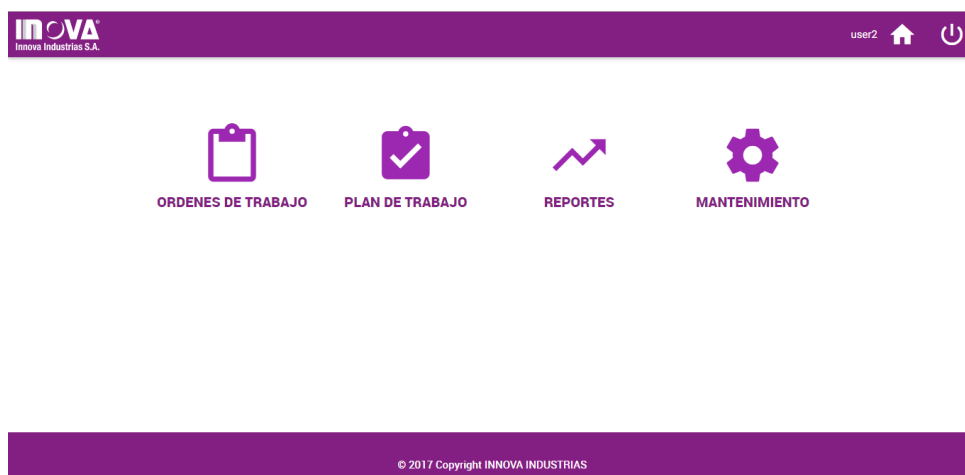 INOVA
Innova Industrias S.A.
user2
ORDENES DE TRABAJO
PLAN DE TRABAJO
REPORTES
MANTENIMIENTO
© 2017 Copyright INNOVA INDUSTRIAS